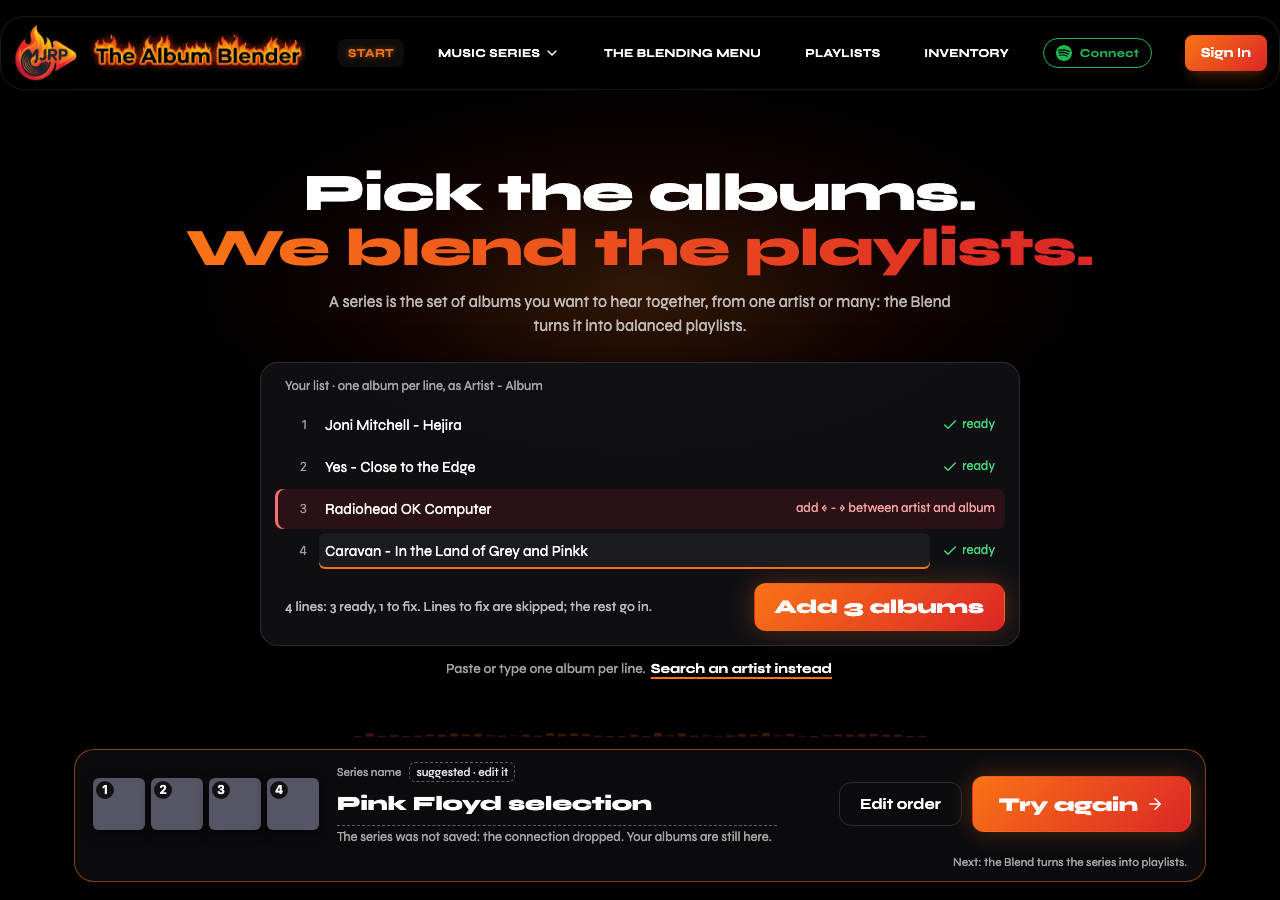 JRP The Album Blender START MUSIC SERIES THE BLENDING MENU PLAYLISTS INVENTORY Connect Sign In
Pick the albums.
We blend the playlists.
A series is the set of albums you want to hear together, from one artist or many: the Blend
turns it into balanced playlists.
Your list · one album per line, as Artist - Album
1 Joni Mitchell - Hejira ready
2 Yes - Close to the Edge ready
3 Radiohead OK Computer add « - » between artist and album
4 Caravan - In the Land of Grey and Pinkk ready
4 lines: 3 ready, 1 to fix. Lines to fix are skipped; the rest go in. Add 3 albums
Paste or type one album per line. Search an artist instead
1 2 3 4
Series name suggested · edit it
Pink Floyd selection
The series was not saved: the connection dropped. Your albums are still here.
Edit order Try again →
Next: the Blend turns the series into playlists.